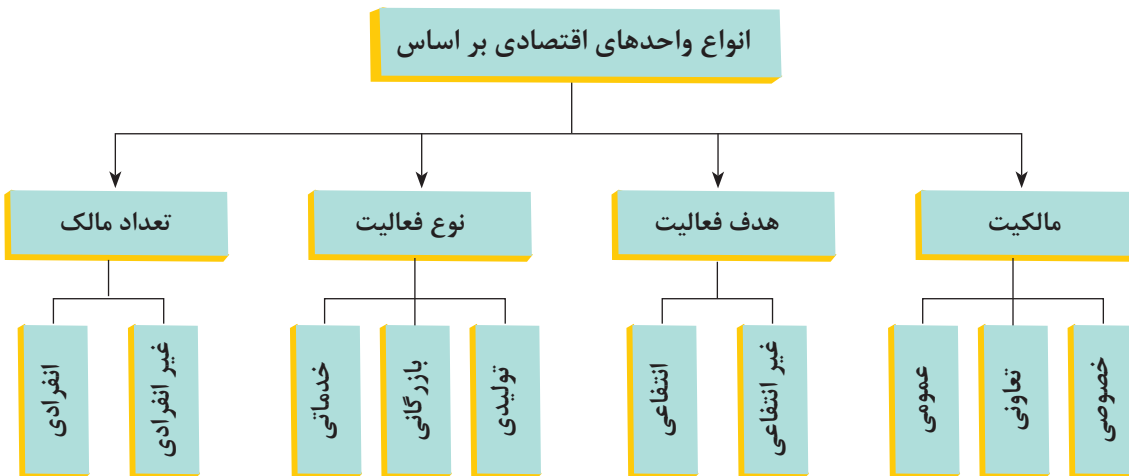 انواع واحدهای اقتصادی بر اساس
مالکیت
هدف فعالیت
نوع فعالیت
تعداد مالک
خصوصی
تعاونی
عمومی
غیر انتفاعی
انتفاعی
تولیدی
بازرگانی
خدماتی
غیر انفرادی
انفرادی